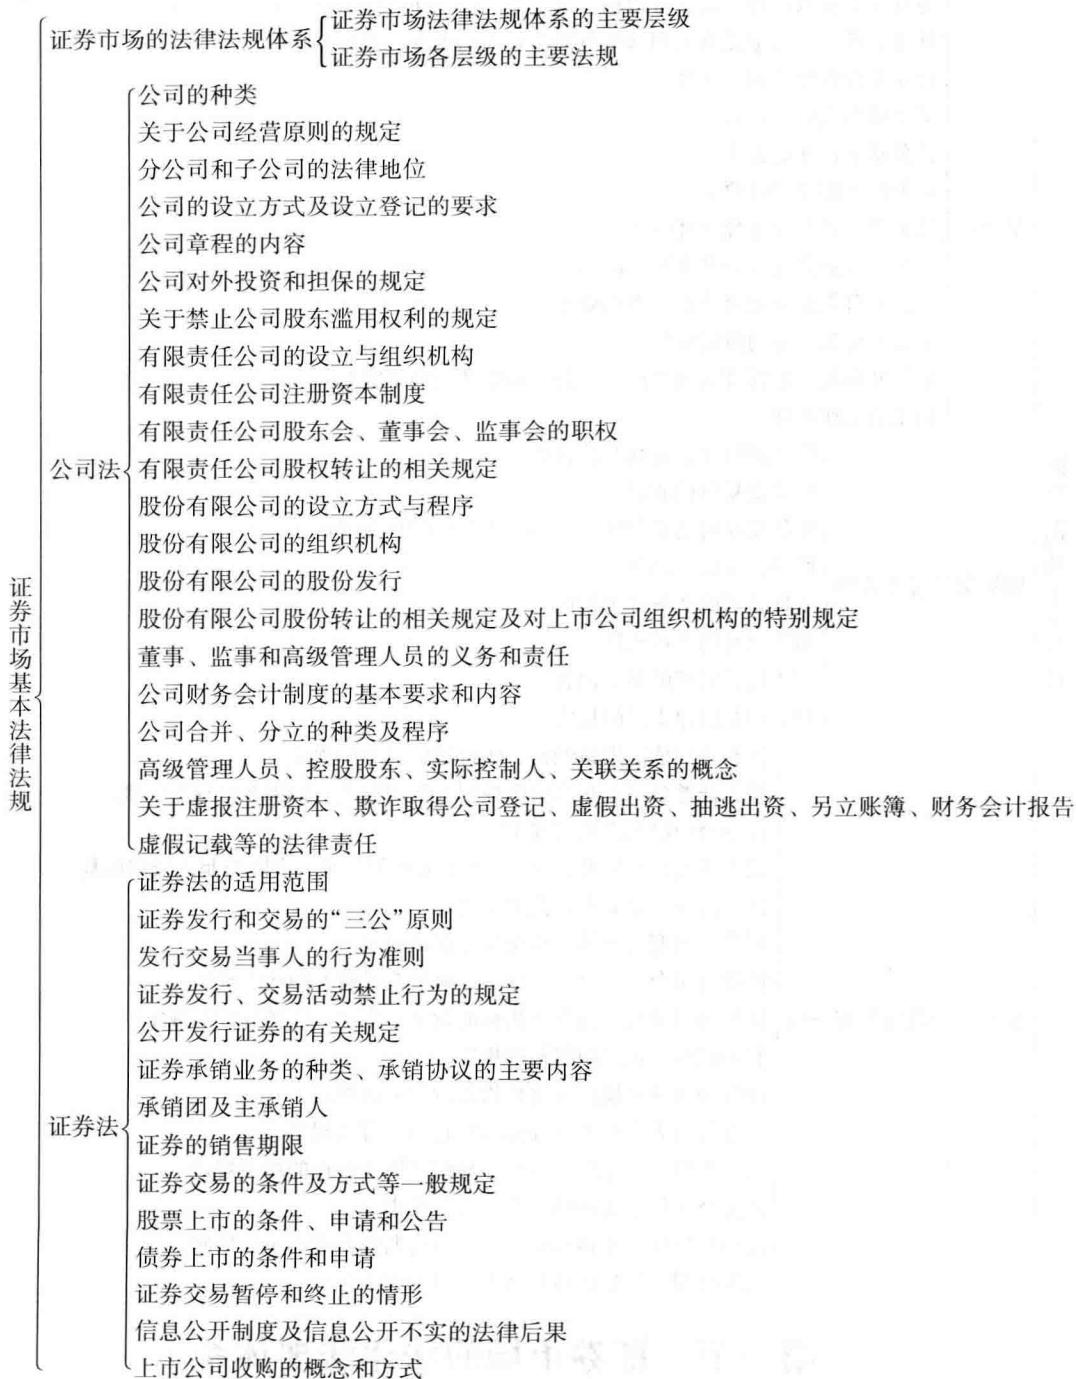 证券市场基本法律法规
证券市场的法律法规体系
证券市场法律法规体系的主要层级
证券市场各层级的主要法规
公司法
公司的种类
关于公司经营原则的规定
分公司和子公司的法律地位
公司的设立方式及设立登记的要求
公司章程的内容
公司对外投资和担保的规定
关于禁止公司股东滥用权利的规定
有限责任公司的设立与组织机构
有限责任公司注册资本制度
有限责任公司股东会、董事会、监事会的职权
有限责任公司股权转让的相关规定
股份有限公司的设立方式与程序
股份有限公司的组织机构
股份有限公司的股份发行
股份有限公司股份转让的相关规定及对上市公司组织机构的特别规定
董事、监事和高级管理人员的义务和责任
公司财务会计制度的基本要求和内容
公司合并、分立的种类及程序
高级管理人员、控股股东、实际控制人、关联关系的概念
关于虚报注册资本、欺诈取得公司登记、虚假出资、抽逃出资、另立账簿、财务会计报告
虚假记载等的法律责任
证券法
证券法的适用范围
证券发行和交易的“三公”原则
发行交易当事人的行为准则
证券发行、交易活动禁止行为的规定
公开发行证券的有关规定
证券承销业务的种类、承销协议的主要内容
承销团及主承销人
证券的销售期限
证券交易的条件及方式等一般规定
股票上市的条件、申请和公告
债券上市的条件和申请
证券交易暂停和终止的情形
信息公开制度及信息公开不实的法律后果
上市公司收购的概念和方式